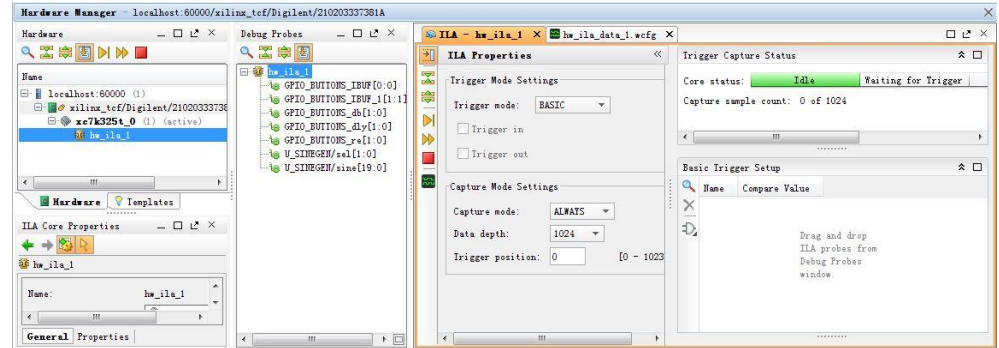 Hardware Manager - localhost:60000/xilinx_tcf/Digilent/210203337381A
Hardware
Name
localhost:60000 (1)
xilinx_tcf/Digilent/21020333738
xc7k325t_0 (1) (active)
hw_ila_1
Hardware
Templates
ILA Core Properties
hw_ila_1
Name: hw_ila_1
General Properties
Debug Probes
hw_ila_1
GPIO_BUTTONS_IBUF[0:0]
GPIO_BUTTONS_IBUF_1[1:1]
GPIO_BUTTONS_db[1:0]
GPIO_BUTTONS_dly[1:0]
GPIO_BUTTONS_re[1:0]
U_SINEGEN/sel[1:0]
U_SINEGEN/sine[19:0]
ILA - hw_ila_1
hw_ila_data_1.wcfg
ILA Properties
Trigger Mode Settings
Trigger mode: BASIC
Trigger in
Trigger out
Capture Mode Settings
Capture mode: ALWAYS
Data depth: 1024
Trigger position: 0 [0 - 1023
Trigger Capture Status
Core status: Idle Waiting for Trigger
Capture sample count: 0 of 1024
Basic Trigger Setup
Name Compare Value
Drag and drop
ILA probes from
Debug Probes
window.